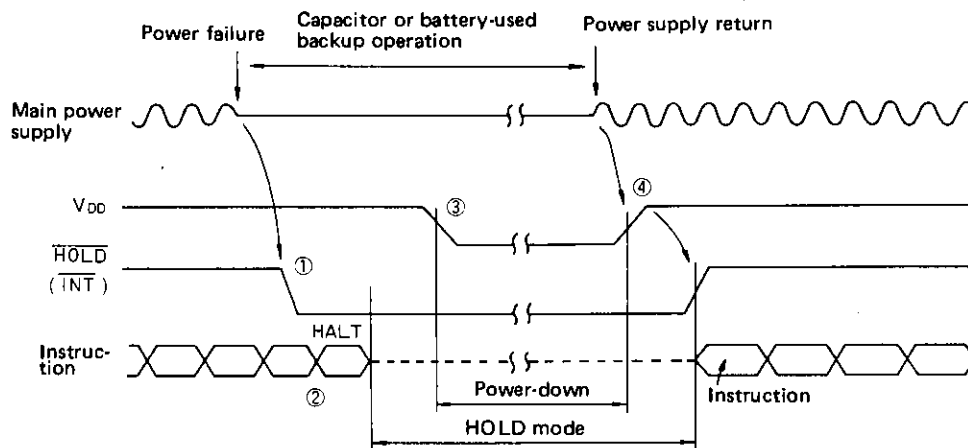 Power failure
Capacitor or battery-used
backup operation
Power supply return
Main power
supply
VDD
③
④
HOLD
(INT)
①
HALT
Instruc-
tion
②
Power-down
Instruction
HOLD mode